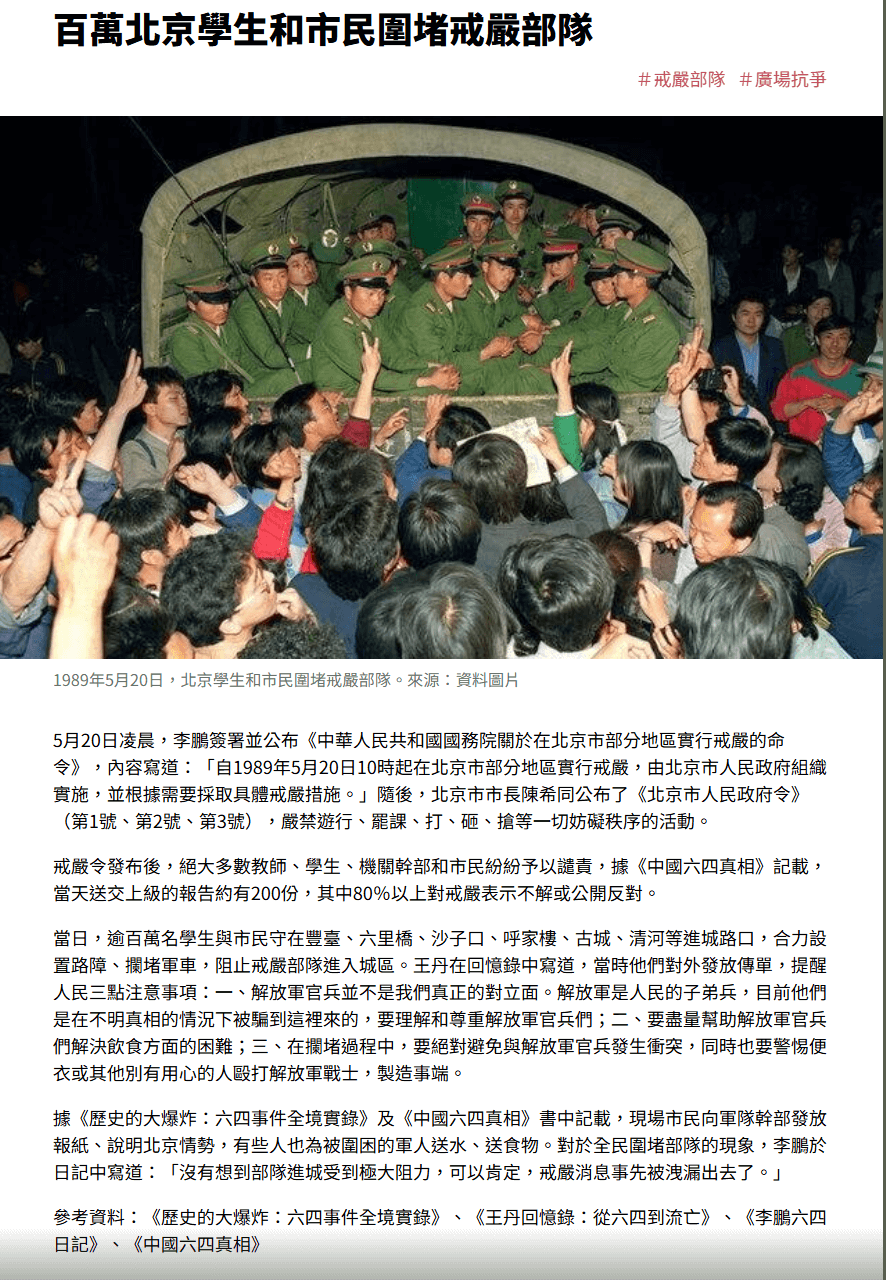 百萬北京學生和市民圍堵戒嚴部隊
＃戒嚴部隊 ＃廣場抗爭
1989年5月20日，北京學生和市民圍堵戒嚴部隊。來源：資料圖片
5月20日凌晨，李鵬簽署並公布《中華人民共和國國務院關於在北京市部分地區實行戒嚴的命
令》，內容寫道：「自1989年5月20日10時起在北京市部分地區實行戒嚴，由北京市人民政府組織
實施，並根據需要採取具體戒嚴措施。」隨後，北京市市長陳希同公布了《北京市人民政府令》
（第1號、第2號、第3號），嚴禁遊行、罷課、打、砸、搶等一切妨礙秩序的活動。
戒嚴令發布後，絕大多數教師、學生、機關幹部和市民紛紛予以譴責，據《中國六四真相》記載，
當天送交上級的報告約有200份，其中80%以上對戒嚴表示不解或公開反對。
當日，逾百萬名學生與市民守在豐臺、六里橋、沙子口、呼家樓、古城、清河等進城路口，合力設
置路障、攔堵軍車，阻止戒嚴部隊進入城區。王丹在回憶錄中寫道，當時他們對外發放傳單，提醒
人民三點注意事項：一、解放軍官兵並不是我們真正的對立面。解放軍是人民的子弟兵，目前他們
是在不明真相的情況下被騙到這裡來的，要理解和尊重解放軍官兵們；二、要盡量幫助解放軍官兵
們解決飲食方面的困難；三、在攔堵過程中，要絕對避免與解放軍官兵發生衝突，同時也要警惕便
衣或其他別有用心的人毆打解放軍戰士，製造事端。
據《歷史的大爆炸：六四事件全境實錄》及《中國六四真相》書中記載，現場市民向軍隊幹部發放
報紙、說明北京情勢，有些人也為被圍困的軍人送水、送食物。對於全民圍堵部隊的現象，李鵬於
日記中寫道：「沒有想到部隊進城受到極大阻力，可以肯定，戒嚴消息事先被洩漏出去了。」
參考資料：《歷史的大爆炸：六四事件全境實錄》、《王丹回憶錄：從六四到流亡》、《李鵬六四
日記》、《中國六四真相》